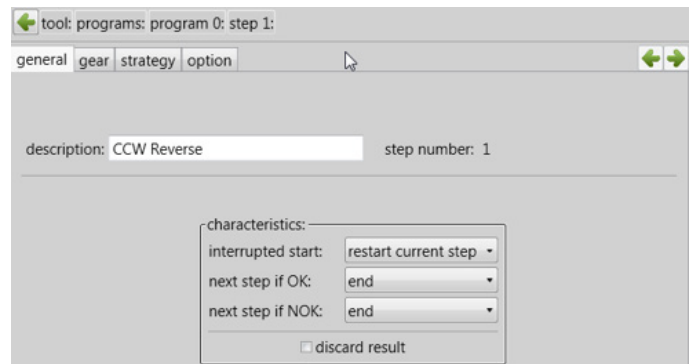 tool: programs: program 0: step 1:
general gear strategy option
description: CCW Reverse step number: 1
characteristics:
interrupted start: restart current step
next step if OK: end
next step if NOK: end
discard result